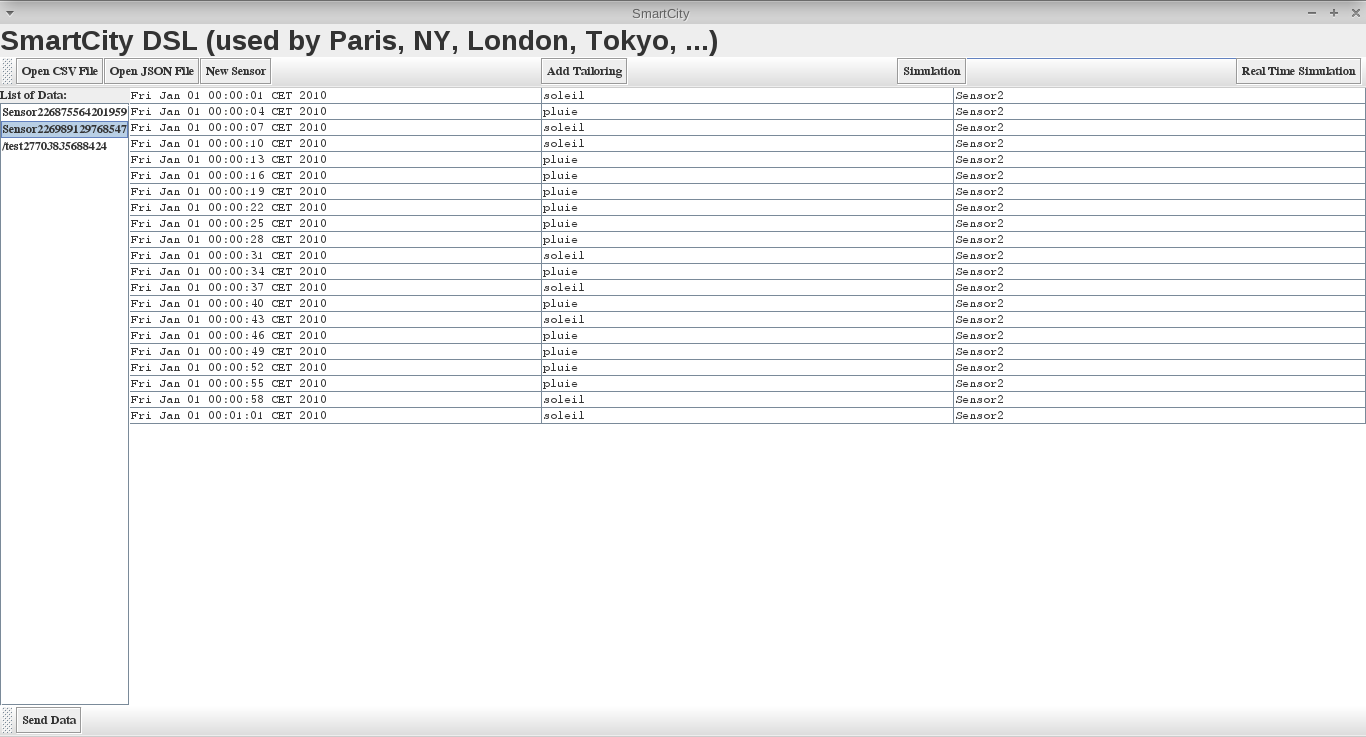 SmartCity
SmartCity DSL (used by Paris, NY, London, Tokyo, ...)
Open CSV File Open JSON File New Sensor Add Tailoring Simulation Real Time Simulation
List of Data:
Sensor226875564201959
Sensor226989129768547
/test27703835688424
Fri Jan 01 00:00:01 CET 2010 soleil Sensor2
Fri Jan 01 00:00:04 CET 2010 pluie Sensor2
Fri Jan 01 00:00:07 CET 2010 soleil Sensor2
Fri Jan 01 00:00:10 CET 2010 soleil Sensor2
Fri Jan 01 00:00:13 CET 2010 pluie Sensor2
Fri Jan 01 00:00:16 CET 2010 pluie Sensor2
Fri Jan 01 00:00:19 CET 2010 pluie Sensor2
Fri Jan 01 00:00:22 CET 2010 pluie Sensor2
Fri Jan 01 00:00:25 CET 2010 pluie Sensor2
Fri Jan 01 00:00:28 CET 2010 pluie Sensor2
Fri Jan 01 00:00:31 CET 2010 soleil Sensor2
Fri Jan 01 00:00:34 CET 2010 pluie Sensor2
Fri Jan 01 00:00:37 CET 2010 soleil Sensor2
Fri Jan 01 00:00:40 CET 2010 pluie Sensor2
Fri Jan 01 00:00:43 CET 2010 soleil Sensor2
Fri Jan 01 00:00:46 CET 2010 pluie Sensor2
Fri Jan 01 00:00:49 CET 2010 pluie Sensor2
Fri Jan 01 00:00:52 CET 2010 pluie Sensor2
Fri Jan 01 00:00:55 CET 2010 pluie Sensor2
Fri Jan 01 00:00:58 CET 2010 soleil Sensor2
Fri Jan 01 00:01:01 CET 2010 soleil Sensor2
Send Data